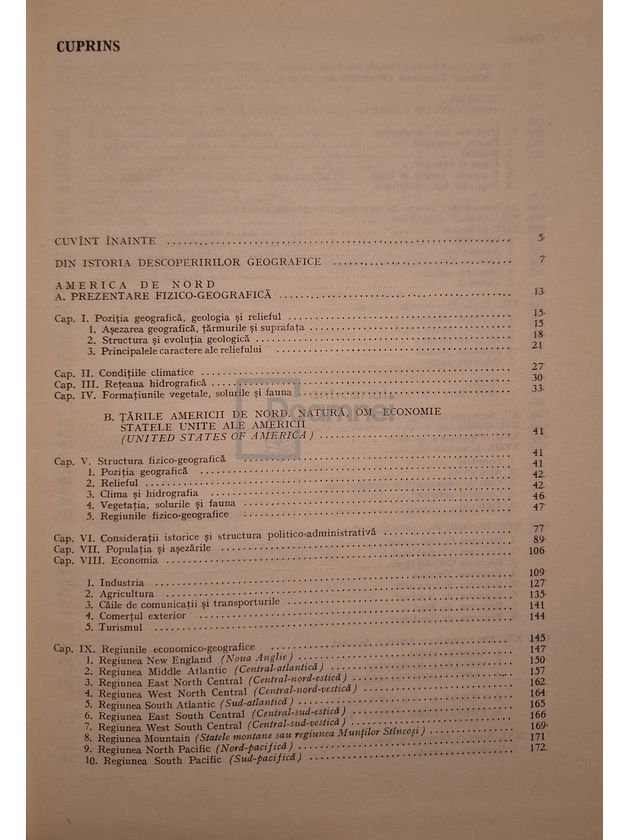 CUPRINS
CUVÎNT ÎNAINTE 5
DIN ISTORIA DESCOPERIRILOR GEOGRAFICE 7
AMERICA DE NORD
A. PREZENTARE FIZICO-GEOGRAFICĂ 13
Cap. I. Poziția geografică, geologia și relieful 15
1. Așezarea geografică, țărmurile și suprafața 15
2. Structura și evoluția geologică 18
3. Principalele caractere ale reliefului 21
Cap. II. Condițiile climatice 27
Cap. III. Rețeaua hidrografică 30
Cap. IV. Formațiunile vegetale, solurile și fauna 33
B. ȚĂRILE AMERICII DE NORD. NATURĂ, OM, ECONOMIE
STATELE UNITE ALE AMERICII
(UNITED STATES OF AMERICA) 41
Cap. V. Structura fizico-geografică 41
1. Poziția geografică 41
2. Relieful 42
3. Clima și hidrografia 42
4. Vegetația, solurile și fauna 46
5. Regiunile fizico-geografice 47
Cap. VI. Considerații istorice și structura politico-administrativă 77
Cap. VII. Populația și așezările 89
Cap. VIII. Economia 106
1. Industria 109
2. Agricultura 127
3. Căile de comunicații și transporturile 135
4. Comerțul exterior 141
5. Turismul 144
Cap. IX. Regiunile economico-geografice 145
1. Regiunea New England (Noua Anglie) 147
2. Regiunea Middle Atlantic (Central-atlantică) 150
3. Regiunea East North Central (Central-nord-estică) 157
4. Regiunea West North Central (Central-nord-vestică) 162
5. Regiunea South Atlantic (Sud-atlantică) 164
6. Regiunea East South Central (Central-sud-estică) 165
7. Regiunea West South Central (Central-sud-vestică) 166
8. Regiunea Mountain (Statele montane sau regiunea Munților Stîncoși) 169
9. Regiunea North Pacific (Nord-pacifică) 171
10. Regiunea South Pacific (Sud-pacifică) 172